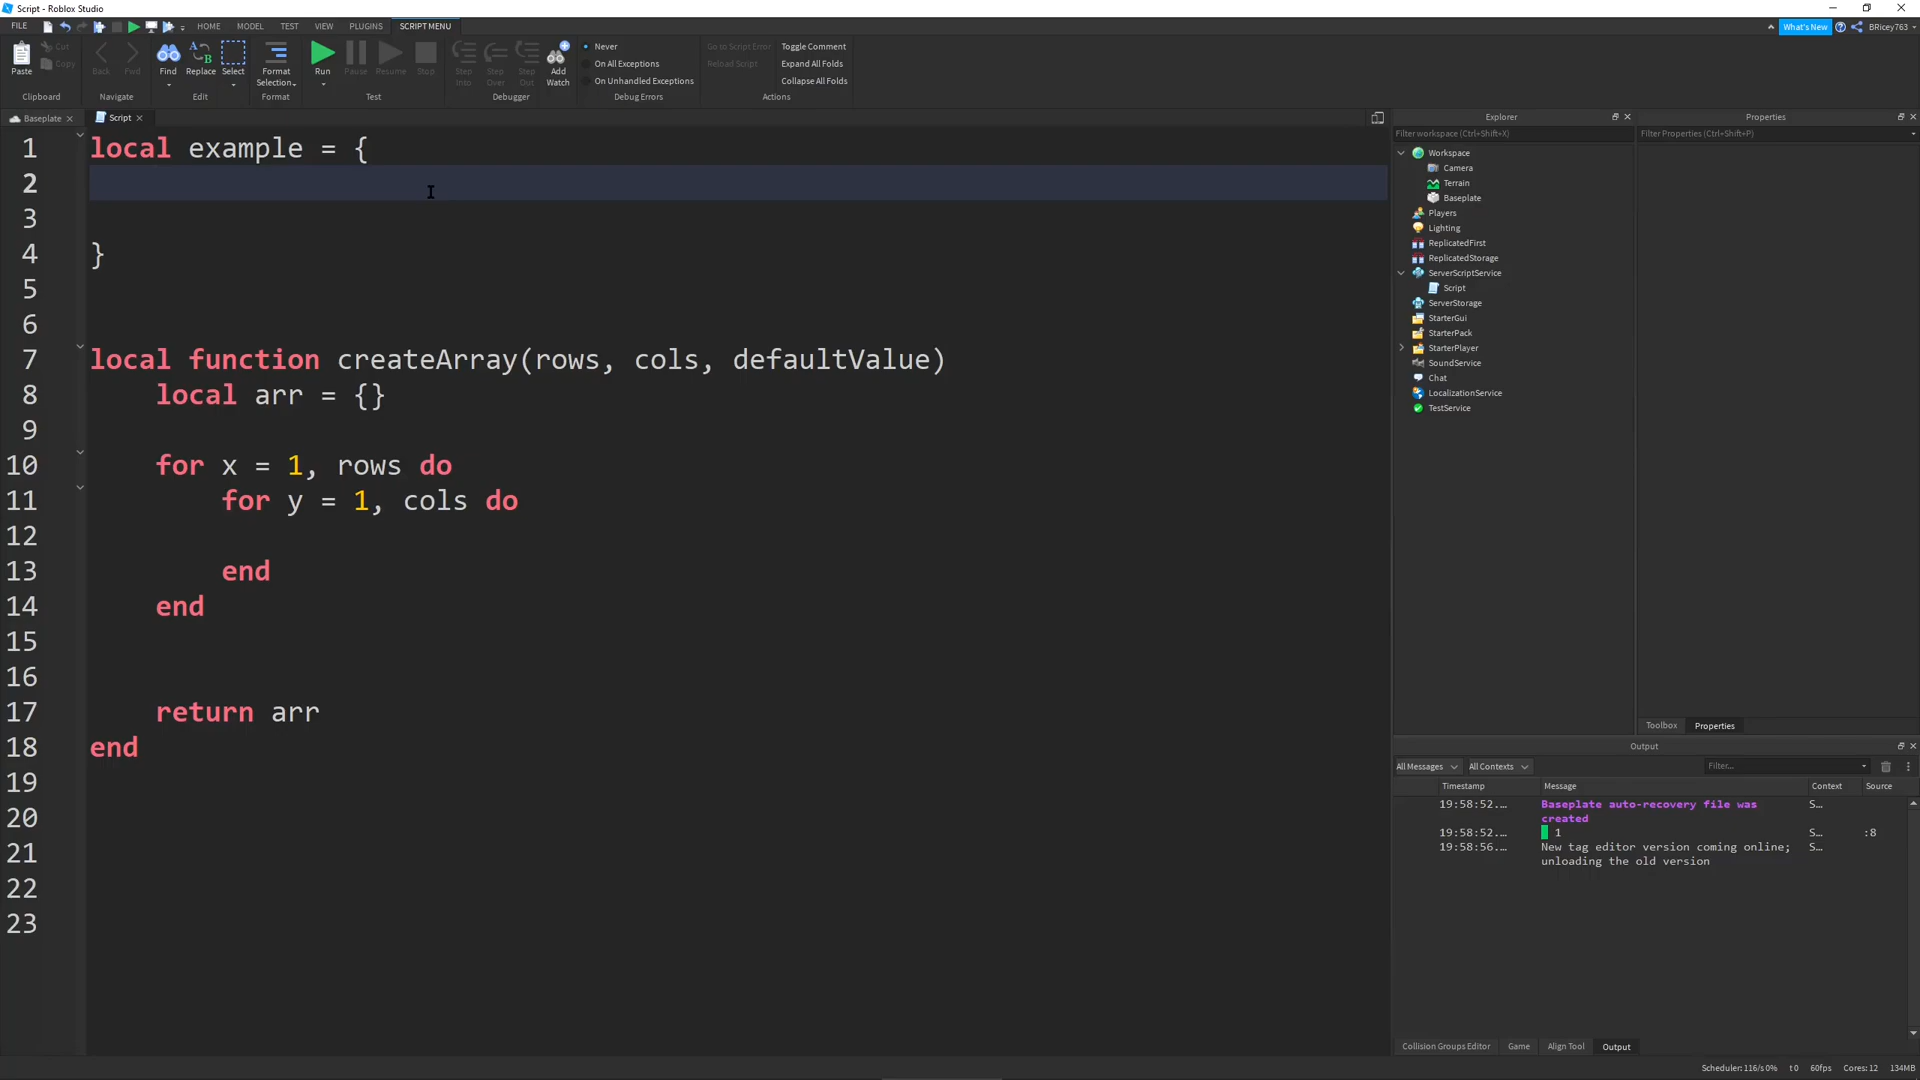 Script - Roblox Studio
FILE HOME MODEL TEST VIEW PLUGINS SCRIPT MENU What's New BRicey763
Paste Cut Copy Back Fwd Find Replace Select Format Selection... Run Pause Resume Stop Step Into Step Over Step Out Add Watch
Never
On All Exceptions
On Unhandled Exceptions
Go to Script Error Toggle Comment
Reload Script Expand All Folds
Collapse All Folds
Clipboard Navigate Edit Format Test Debugger Debug Errors Actions
Baseplate Script
1 local example = {
2
3
4 }
5
6
7 local function createArray(rows, cols, defaultValue)
8 local arr = {}
9
10 for x = 1, rows do
11 for y = 1, cols do
12
13 end
14 end
15
16
17 return arr
18 end
19
20
21
22
23
Explorer
Filter workspace (Ctrl+Shift+X)
Workspace
Camera
Terrain
Baseplate
Players
Lighting
ReplicatedFirst
ReplicatedStorage
ServerScriptService
Script
ServerStorage
StarterGui
StarterPack
StarterPlayer
SoundService
Chat
LocalizationService
TestService
Properties
Filter Properties (Ctrl+Shift+P)
Toolbox Properties
Output
All Messages All Contexts Filter...
Timestamp Message Context Source
19:58:52.... Baseplate auto-recovery file was S...
created
19:58:52.... 1 S... :8
19:58:56.... New tag editor version coming online; S...
unloading the old version
Collision Groups Editor Game Align Tool Output
Scheduler: 116/s 0% t 0 60fps Cores: 12 134MB